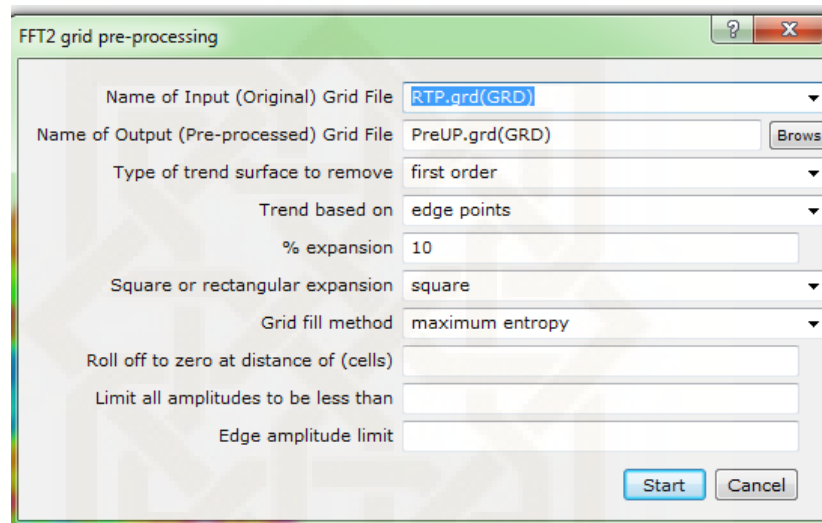 FFT2 grid pre-processing
Name of Input (Original) Grid File RTP.grd(GRD)
Name of Output (Pre-processed) Grid File PreUP.grd(GRD) Brows
Type of trend surface to remove first order
Trend based on edge points
% expansion 10
Square or rectangular expansion square
Grid fill method maximum entropy
Roll off to zero at distance of (cells)
Limit all amplitudes to be less than
Edge amplitude limit
Start Cancel